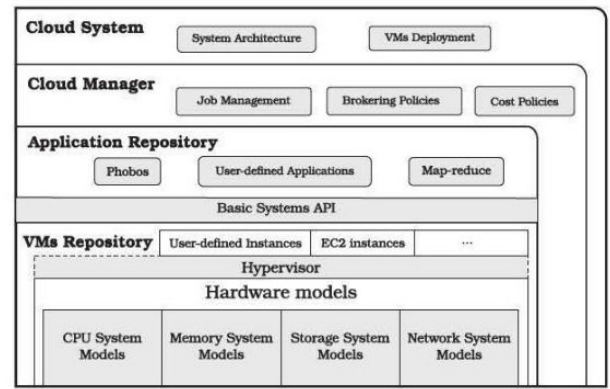 Cloud System
System Architecture
VMs Deployment
Cloud Manager
Job Management
Brokering Policies
Cost Policies
Application Repository
Phobos
User-defined Applications
Map-reduce
Basic Systems API
VMs Repository
User-defined Instances
EC2 instances
...
Hypervisor
Hardware models
CPU System
Models
Memory System
Models
Storage System
Models
Network System
Models